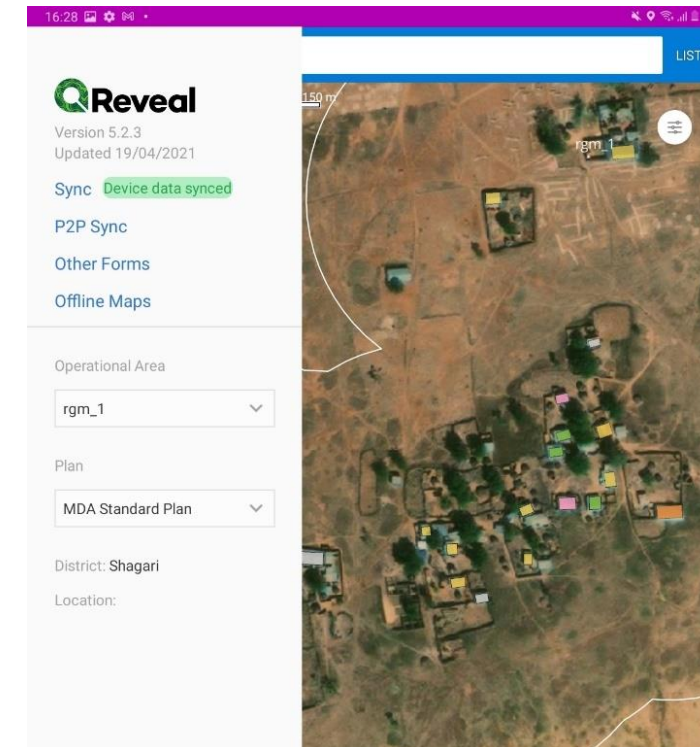 16:28
LIST
Reveal
Version 5.2.3
Updated 19/04/2021
Sync Device data synced
P2P Sync
Other Forms
Offline Maps
Operational Area
rgm_1
Plan
MDA Standard Plan
District: Shagari
Location:
150 m
rgm_1